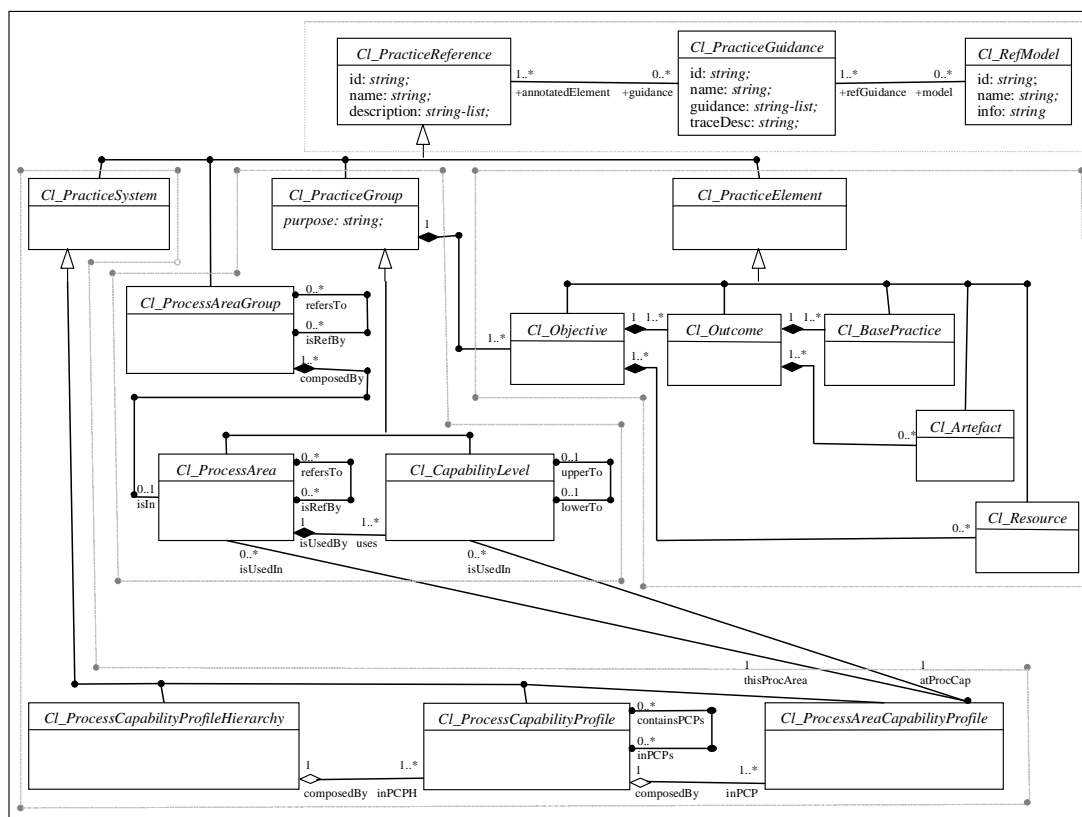 Cl_PracticeReference
id: string;
name: string;
description: string-list;
1..*
+annotatedElement
0..*
+guidance
Cl_PracticeGuidance
id: string;
name: string;
guidance: string-list;
traceDesc: string;
1..*
+refGuidance
0..*
+model
Cl_RefModel
id: string;
name: string;
info: string
Cl_PracticeSystem
Cl_PracticeGroup
purpose: string;
1
Cl_PracticeElement
Cl_ProcessAreaGroup
0..*
refersTo
0..*
isRefBy
1..*
composedBy
1..*
Cl_Objective
1
1..*
Cl_Outcome
1
1..*
Cl_BasePractice
1..*
1..*
0..*
Cl_Artefact
0..*
Cl_Resource
0..1
isIn
Cl_ProcessArea
0..*
refersTo
0..*
isRefBy
1
isUsedBy
1..*
uses
Cl_CapabilityLevel
0..1
upperTo
0..1
lowerTo
0..*
isUsedIn
0..*
isUsedIn
1
thisProcArea
1
atProcCap
Cl_ProcessCapabilityProfileHierarchy
1
composedBy
1..*
inPCPH
Cl_ProcessCapabilityProfile
0..*
containsPCPs
0..*
inPCPs
1
composedBy
1..*
inPCP
Cl_ProcessAreaCapabilityProfile